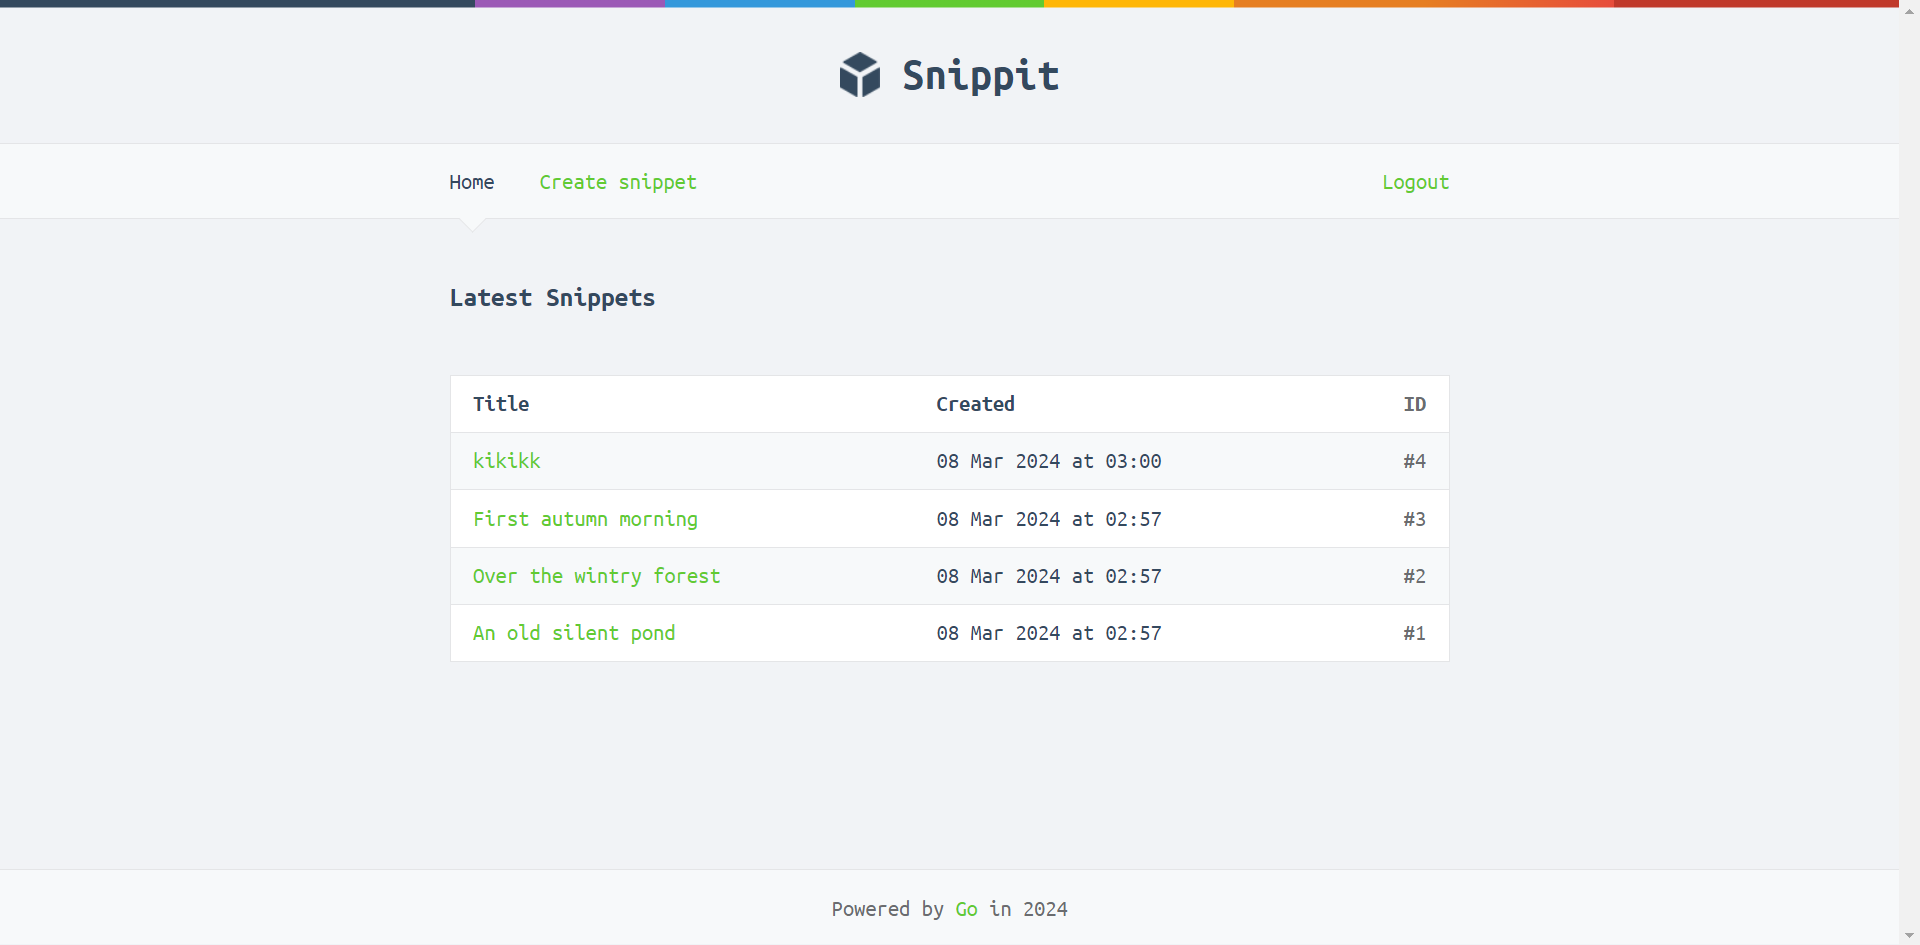 Snippit
Home Create snippet Logout
Latest Snippets
Title Created ID
kikikk 08 Mar 2024 at 03:00 #4
First autumn morning 08 Mar 2024 at 02:57 #3
Over the wintry forest 08 Mar 2024 at 02:57 #2
An old silent pond 08 Mar 2024 at 02:57 #1
Powered by Go in 2024